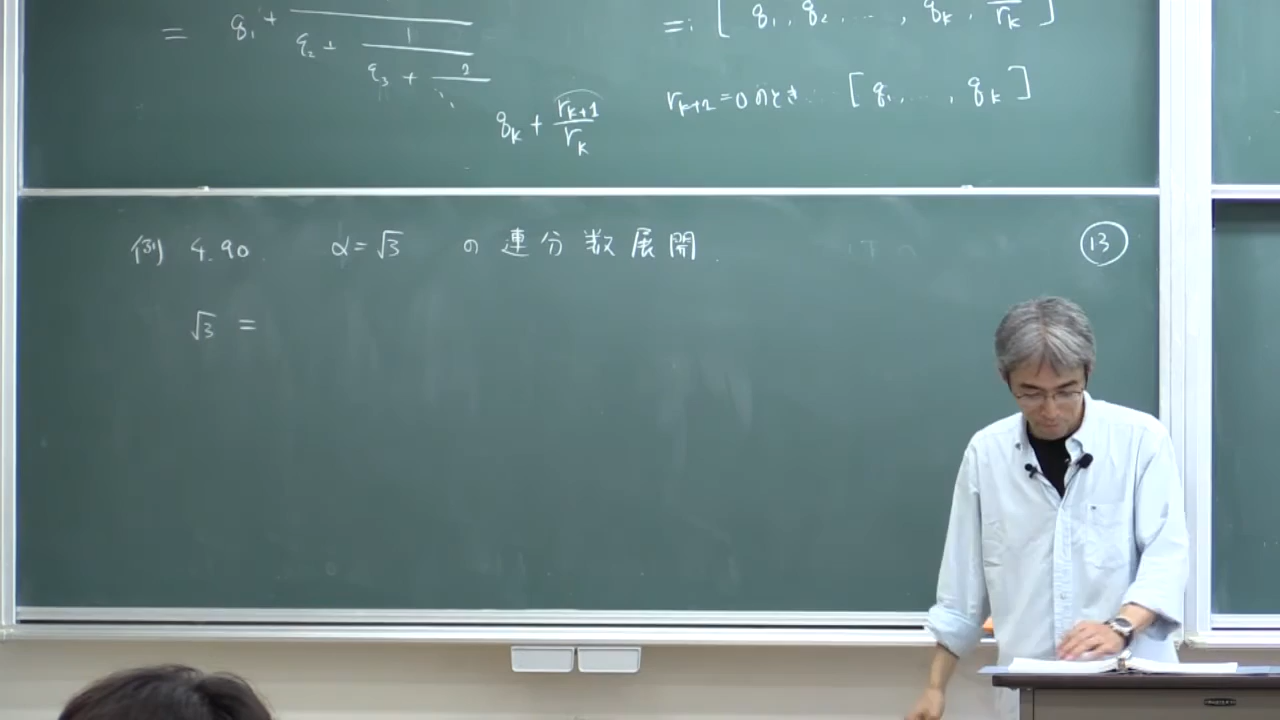 = q₁ + 
q₂ + 1
q₃ + 1
⋱
q_k + r_{k+1}/r_k
=: [ q₁, q₂, …, q_k, r_k ]
r_{k+1} = 0 のとき … [ q₁, …, q_k ]
例 4.90 α = √3 の 連分数展開. ⑬
√3 =